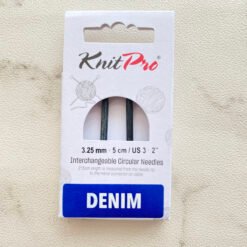 KnitPro
3.25 mm - 5 cm / US 3 - 2"
Interchangeable Circular Needles
DENIM